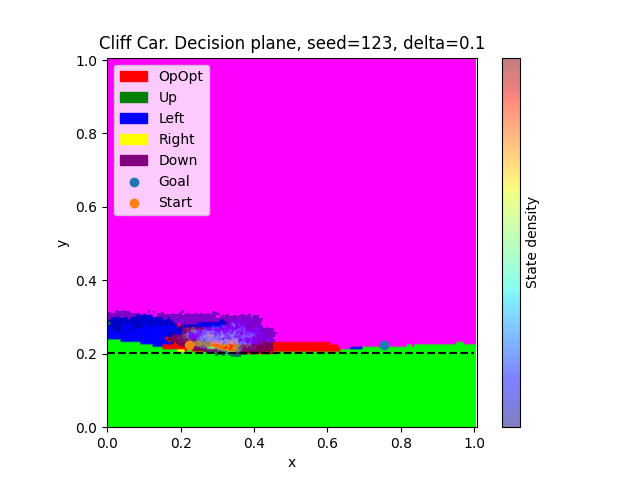 Cliff Car. Decision plane, seed=123, delta=0.1
1.0
0.8
0.6
0.4
0.2
0.0
y
OpOpt
Up
Left
Right
Down
Goal
Start
0.0 0.2 0.4 0.6 0.8 1.0
x
State density